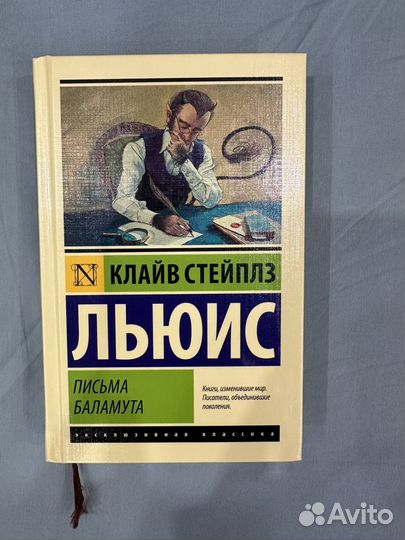 N
КЛАЙВ СТЕЙПЛЗ
ЛЬЮИС
ПИСЬМА
БАЛАМУТА
Книги, изменившие мир.
Писатели, объединившие
поколения.
эксклюзивная классика
Avito